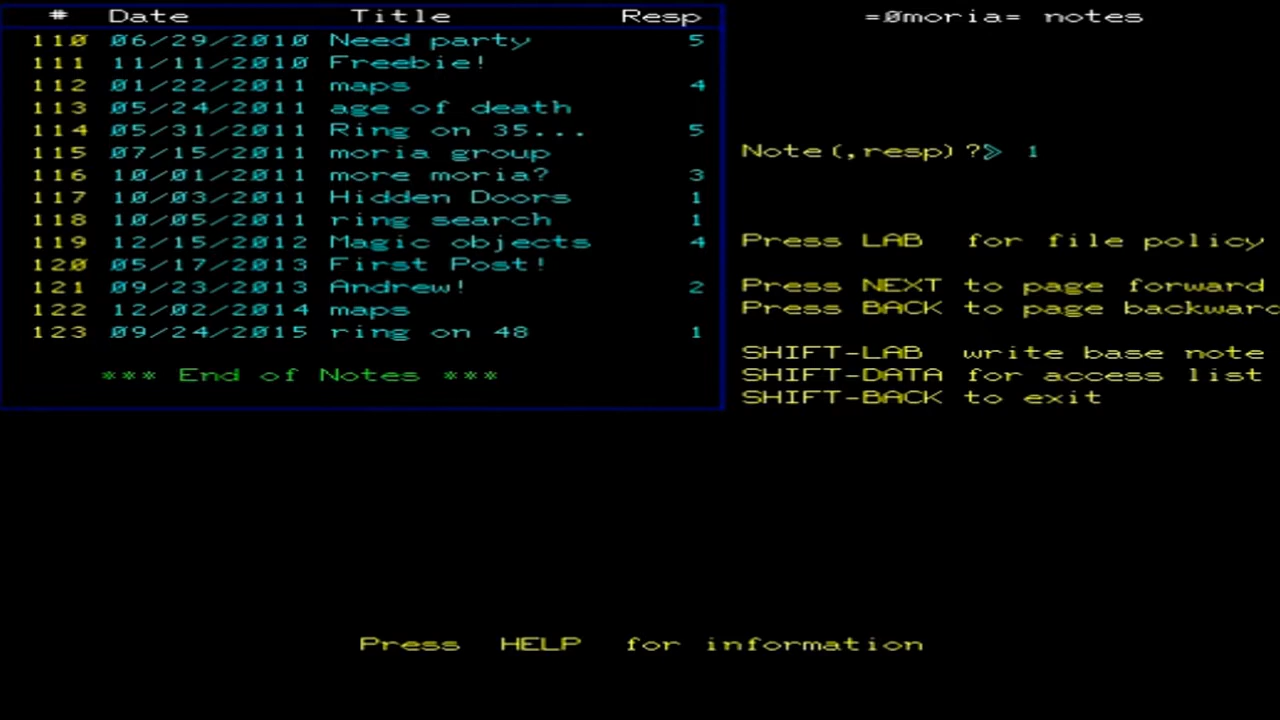 # Date Title Resp
110 06/29/2010 Need party 5
111 11/11/2010 Freebie!
112 01/22/2011 maps 4
113 05/24/2011 age of death
114 05/31/2011 Ring on 35... 5
115 07/15/2011 moria group
116 10/01/2011 more moria? 3
117 10/03/2011 Hidden Doors 1
118 10/05/2011 ring search 1
119 12/15/2012 Magic objects 4
120 05/17/2013 First Post!
121 09/23/2013 Andrew! 2
122 12/02/2014 maps
123 09/24/2015 ring on 48 1
*** End of Notes ***
=0moria= notes
Note(,resp)?> 1
Press LAB for file policy
Press NEXT to page forward
Press BACK to page backward
SHIFT-LAB write base note
SHIFT-DATA for access list
SHIFT-BACK to exit
Press HELP for information